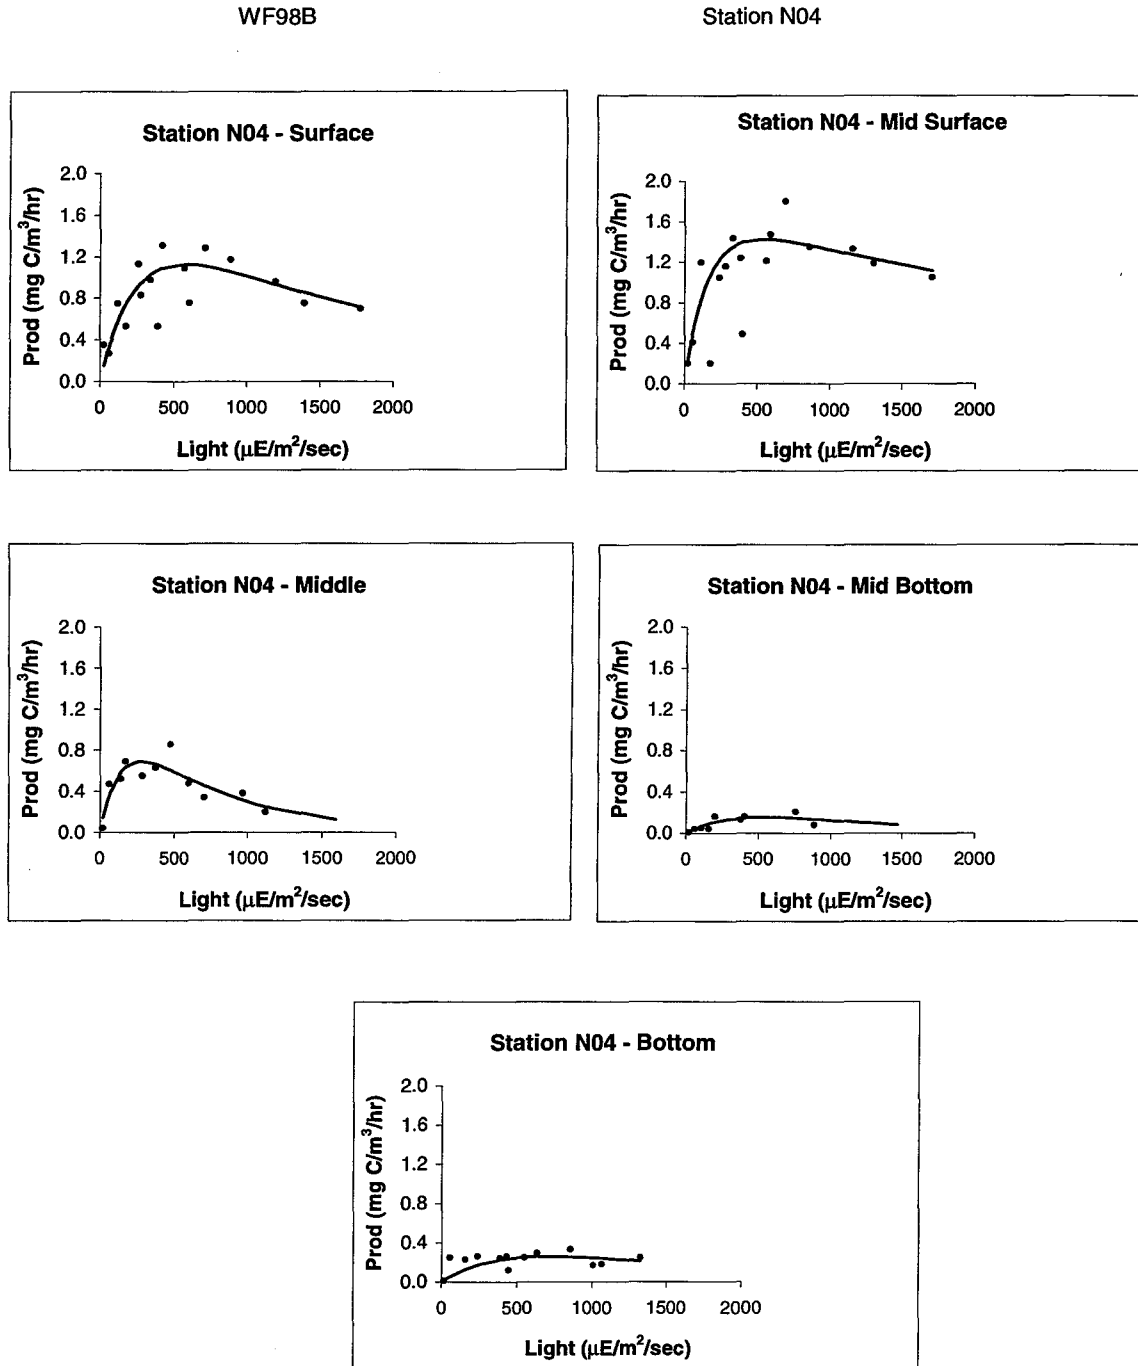 WF98B
Station N04
Station N04 - Surface
Prod (mg C/m³/hr)
2.0
1.6
1.2
0.8
0.4
0.0
0 500 1000 1500 2000
Light (µE/m²/sec)
Station N04 - Mid Surface
Prod (mg C/m³/hr)
2.0
1.6
1.2
0.8
0.4
0.0
0 500 1000 1500 2000
Light (µE/m²/sec)
Station N04 - Middle
Prod (mg C/m³/hr)
2.0
1.6
1.2
0.8
0.4
0.0
0 500 1000 1500 2000
Light (µE/m²/sec)
Station N04 - Mid Bottom
Prod (mg C/m³/hr)
2.0
1.6
1.2
0.8
0.4
0.0
0 500 1000 1500 2000
Light (µE/m²/sec)
Station N04 - Bottom
Prod (mg C/m³/hr)
2.0
1.6
1.2
0.8
0.4
0.0
0 500 1000 1500 2000
Light (µE/m²/sec)